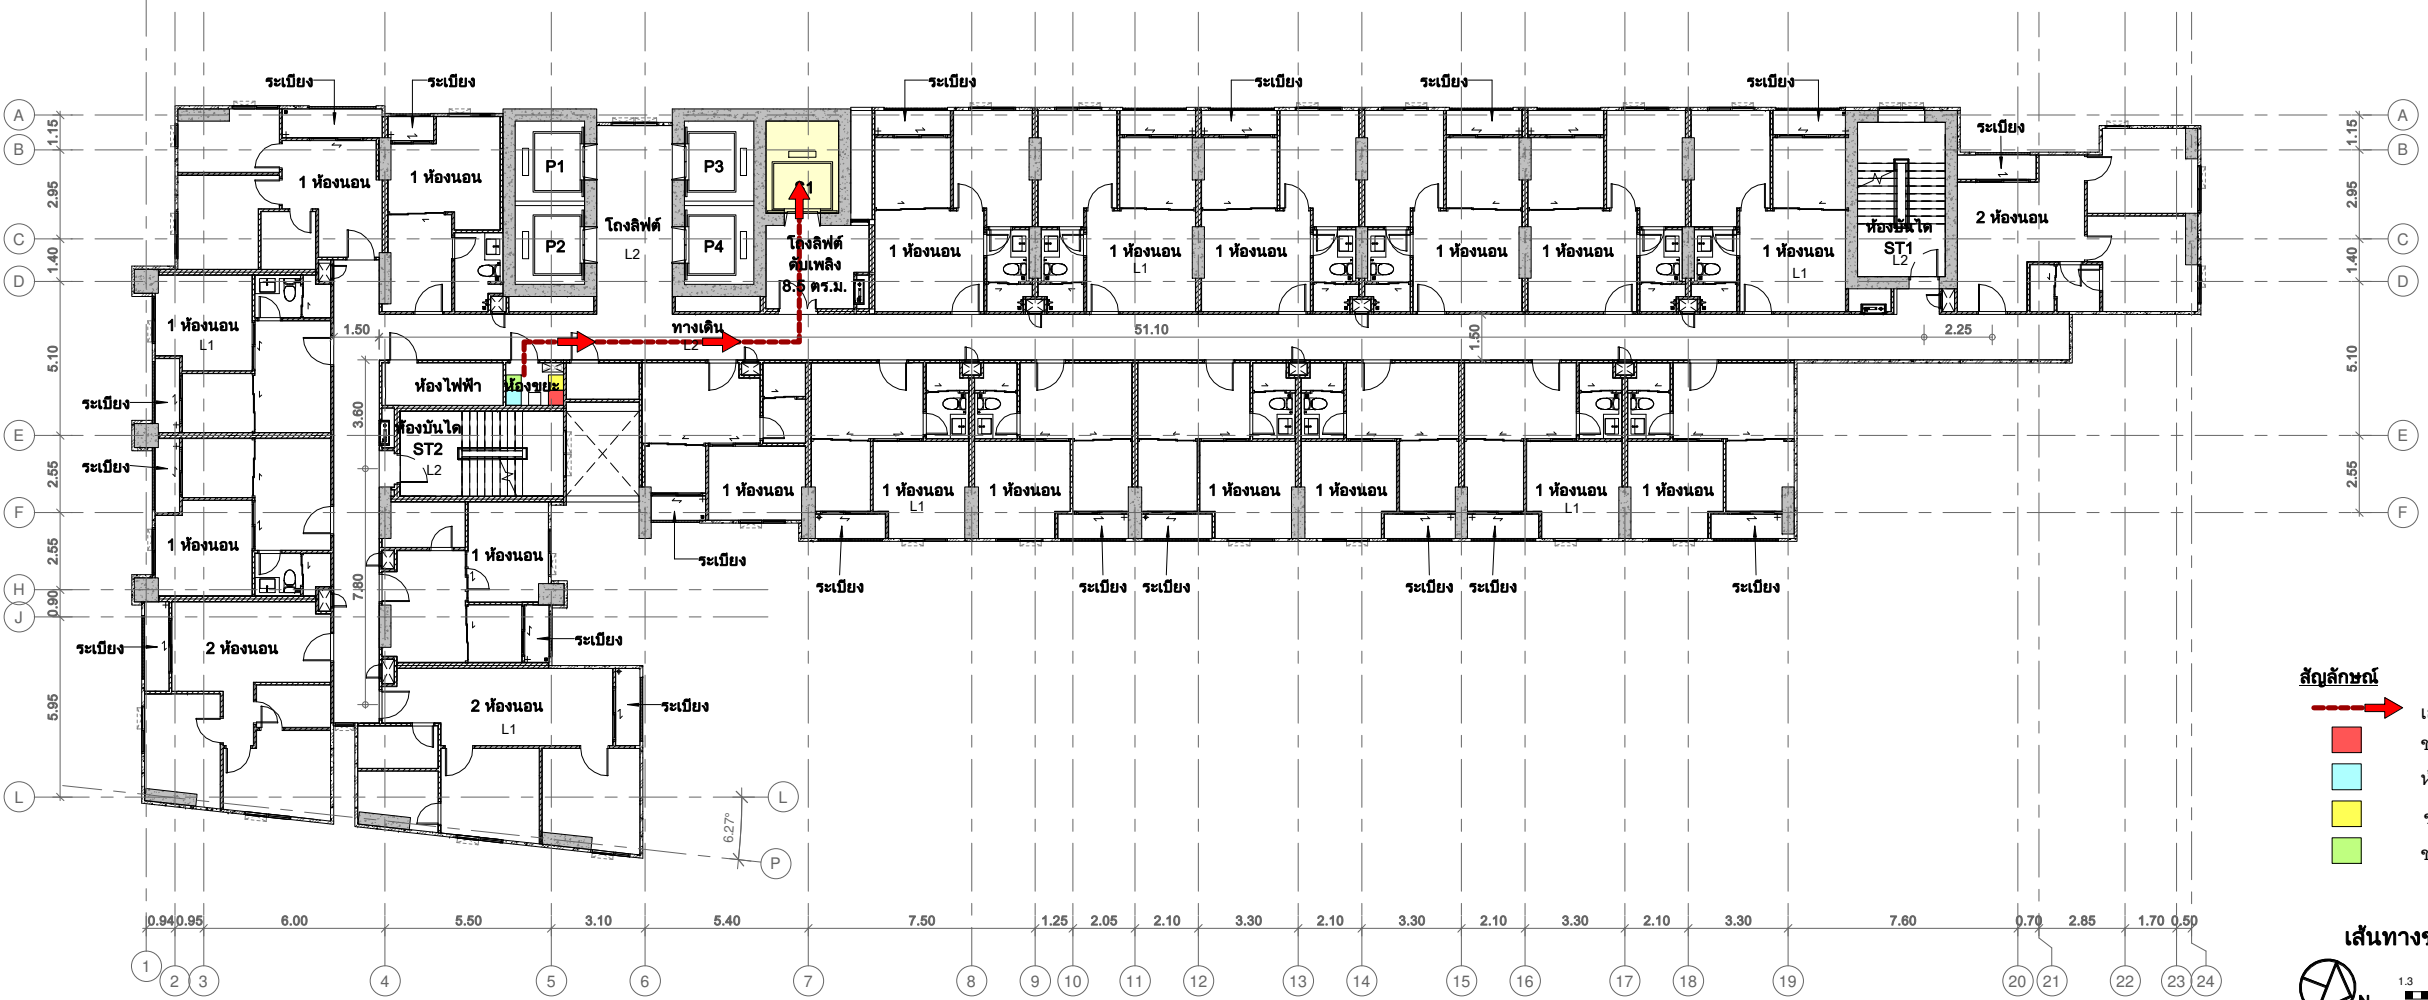 ระเบียง
ระเบียง
ระเบียง
ระเบียง
ระเบียง
ระเบียง
ระเบียง
A
B
C
D
E
F
H
J
L
1.15
2.95
1.40
5.10
2.55
2.55
0.90
5.95
A
B
C
D
E
F
1.15
2.95
1.40
5.10
2.55
1 ห้องนอน
1 ห้องนอน
P1
P2
P3
P4
โถงลิฟต์
L2
โถงลิฟต์
ดับเพลิง
8.5 ตร.ม.
1 ห้องนอน
1 ห้องนอน
L1
1 ห้องนอน
1 ห้องนอน
1 ห้องนอน
1 ห้องนอน
L1
ห้องบันได
ST1
L2
2 ห้องนอน
1 ห้องนอน
L1
1.50
ทางเดิน
L2
51.10
1.50
2.25
ห้องไฟฟ้า
ห้องขยะ
ระเบียง
3.60
ห้องบันได
ST2
L2
ระเบียง
1 ห้องนอน
1 ห้องนอน
L1
1 ห้องนอน
1 ห้องนอน
1 ห้องนอน
1 ห้องนอน
L1
1 ห้องนอน
1 ห้องนอน
1 ห้องนอน
ระเบียง
ระเบียง
ระเบียง
ระเบียง
ระเบียง
ระเบียง
ระเบียง
7.80
ระเบียง
2 ห้องนอน
ระเบียง
2 ห้องนอน
L1
ระเบียง
L
6.27°
P
สัญลักษณ์
0.94
0.95
6.00
5.50
3.10
5.40
7.50
1.25
2.05
2.10
3.30
2.10
3.30
2.10
3.30
2.10
3.30
7.60
0.70
2.85
1.70
0.50
1
2
3
4
5
6
7
8
9
10
11
12
13
14
15
16
17
18
19
20
21
22
23
24
เส้นทางข
N
1.3